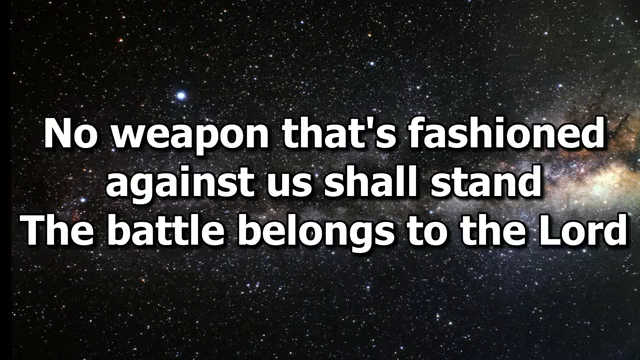 No weapon that's fashioned
against us shall stand
The battle belongs to the Lord